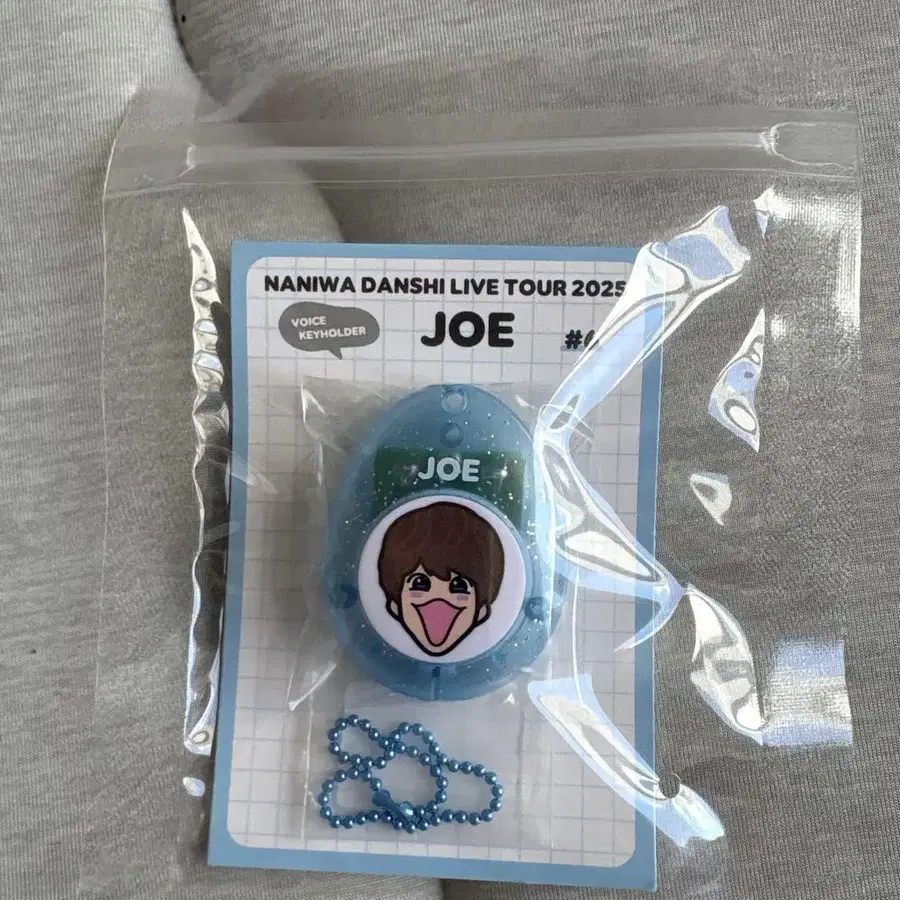 NANIWA DANSHI LIVE TOUR 2025
VOICE
KEYHOLDER
JOE
JOE